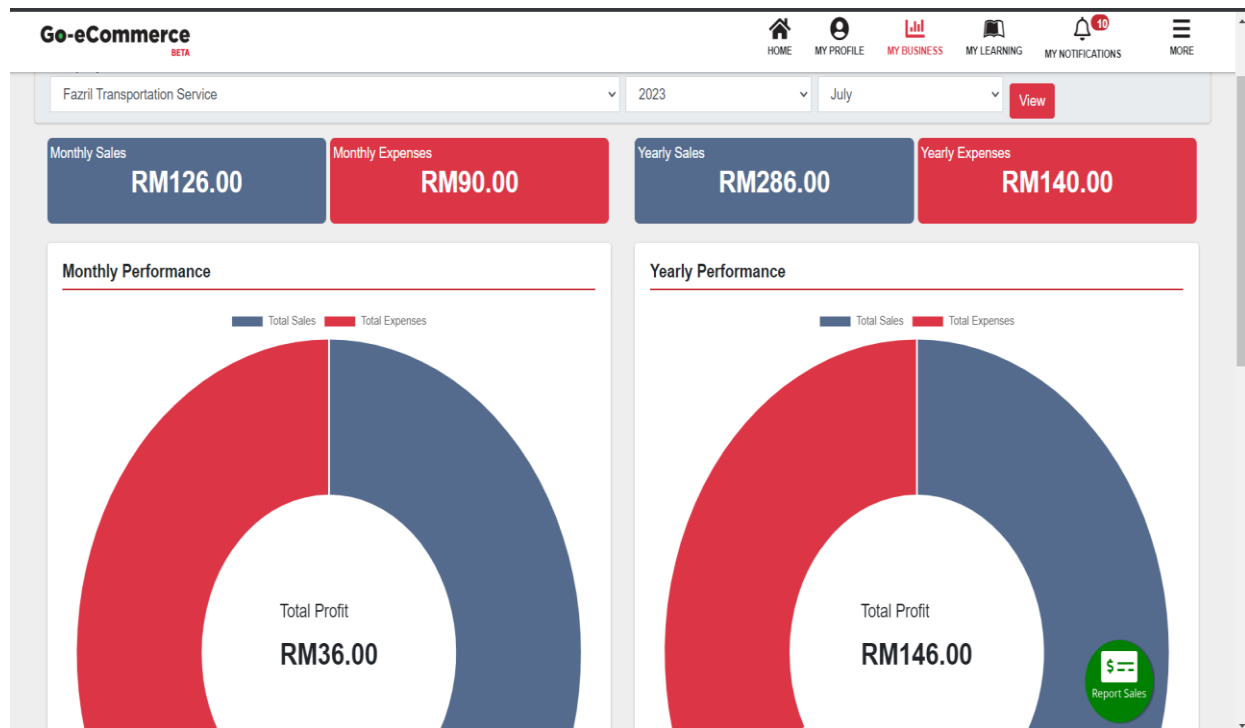 Go-eCommerce
BETA
HOME
MY PROFILE
MY BUSINESS
MY LEARNING
10
MY NOTIFICATIONS
MORE
Fazril Transportation Service
2023
July
View
Monthly Sales
RM126.00
Monthly Expenses
RM90.00
Yearly Sales
RM286.00
Yearly Expenses
RM140.00
Monthly Performance
Total Sales Total Expenses
Total Profit
RM36.00
Yearly Performance
Total Sales Total Expenses
Total Profit
RM146.00
$
Report Sales